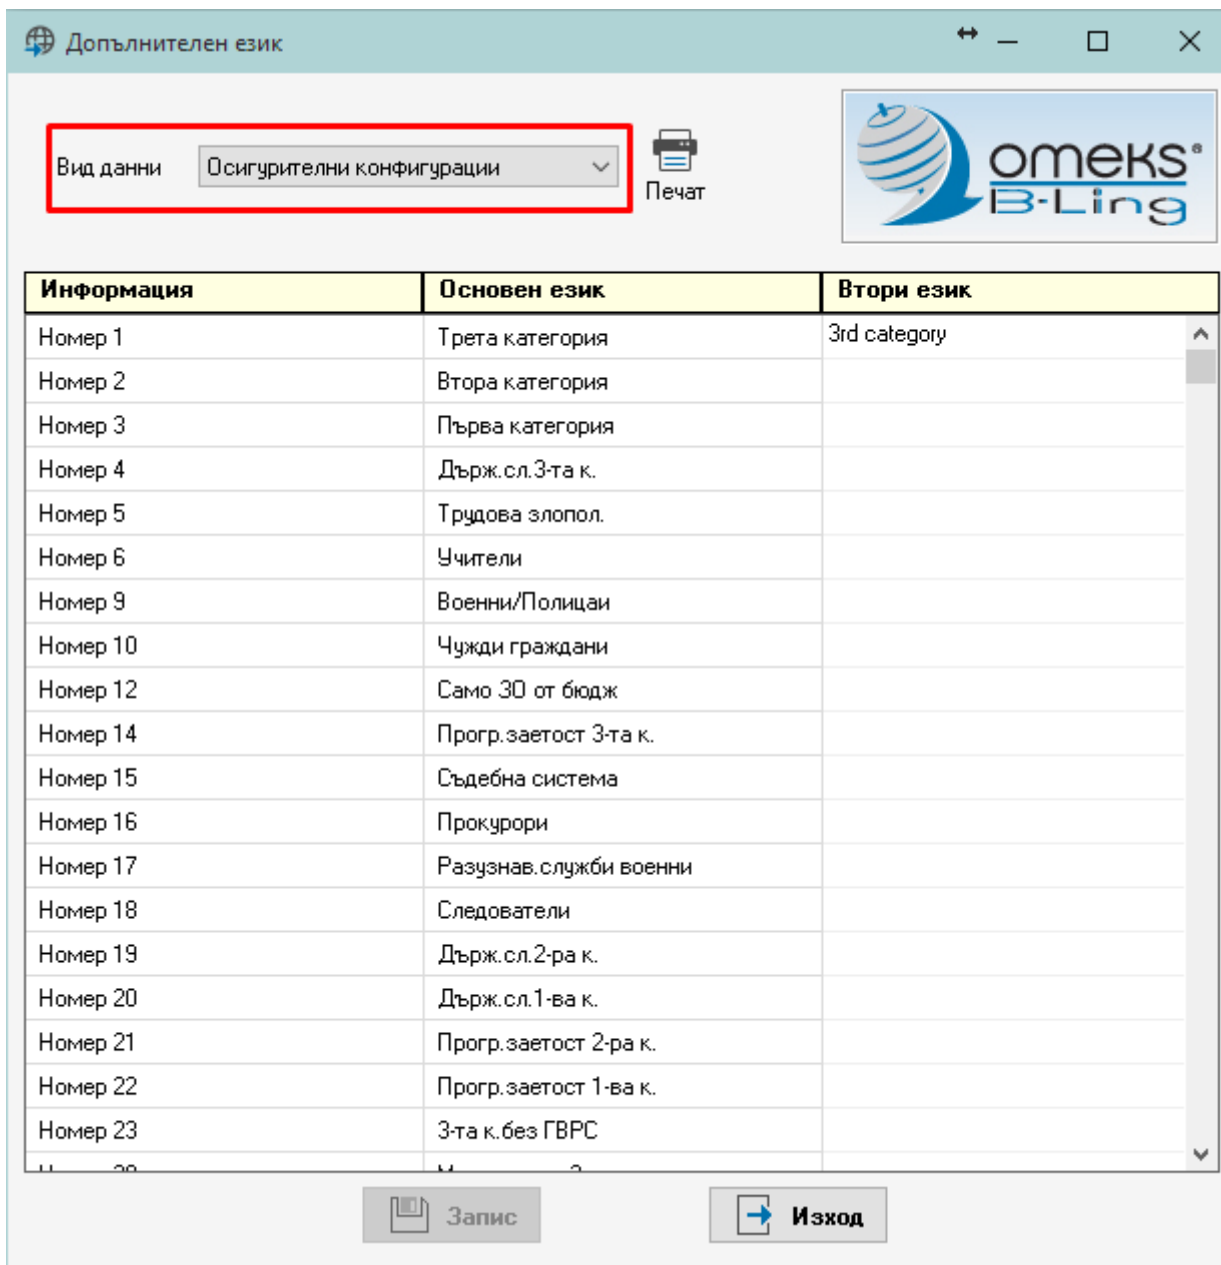 Допълнителен език
Вид данни Осигурителни конфигурации
Печат
omeks®
B-Ling
Информация Основен език Втори език
Номер 1 Трета категория 3rd category
Номер 2 Втора категория
Номер 3 Първа категория
Номер 4 Държ.сл.3-та к.
Номер 5 Трудова злопол.
Номер 6 Учители
Номер 9 Военни/Полицаи
Номер 10 Чужди граждани
Номер 12 Само ЗО от бюдж
Номер 14 Прогр.заетост 3-та к.
Номер 15 Съдебна система
Номер 16 Прокурори
Номер 17 Разузнав.служби военни
Номер 18 Следователи
Номер 19 Държ.сл.2-ра к.
Номер 20 Държ.сл.1-ва к.
Номер 21 Прогр.заетост 2-ра к.
Номер 22 Прогр.заетост 1-ва к.
Номер 23 3-та к.без ГВРС
Запис Изход